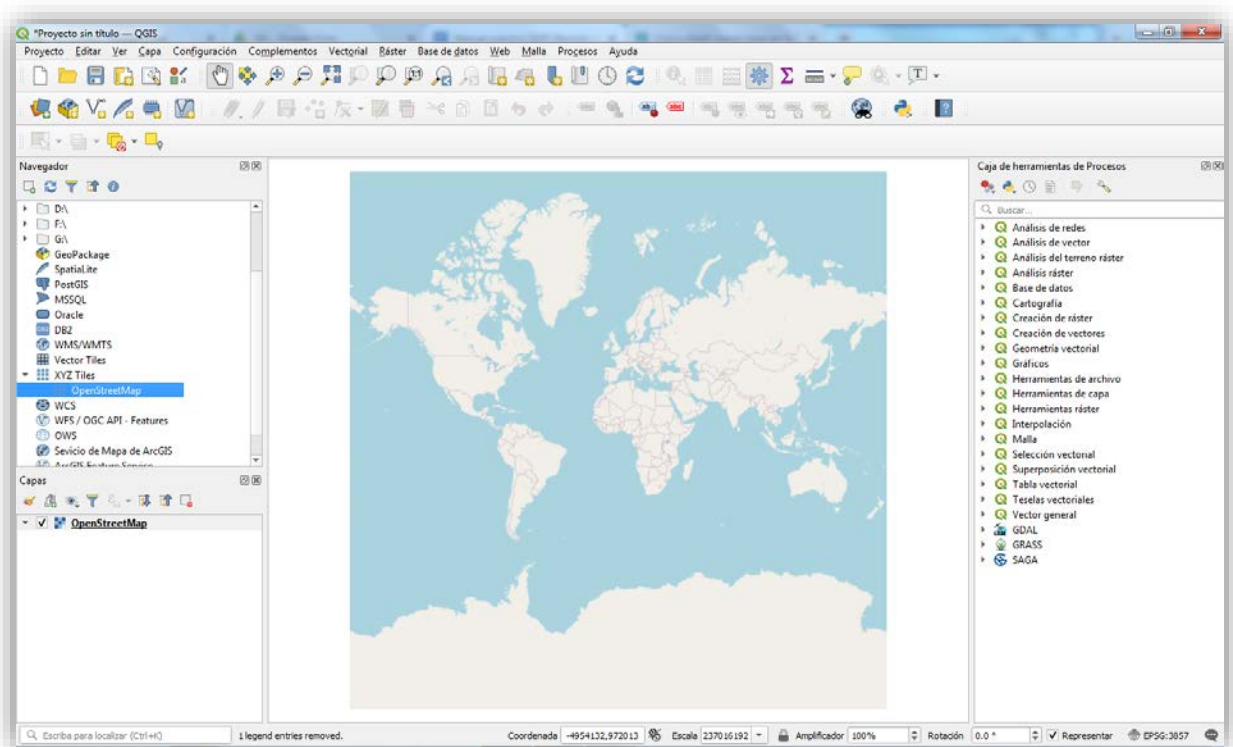 *Proyecto sin título — QGIS
Proyecto Editar Ver Capa Configuración Complementos Vectorial Ráster Base de datos Web Malla Procesos Ayuda
Navegador
D:\
F:\
G:\
GeoPackage
SpatiaLite
PostGIS
MSSQL
Oracle
DB2
WMS/WMTS
Vector Tiles
XYZ Tiles
OpenStreetMap
WCS
WFS / OGC API - Features
OWS
Sevicio de Mapa de ArcGIS
ArcGIS Feature Service
Capas
OpenStreetMap
Caja de herramientas de Procesos
Buscar...
Análisis de redes
Análisis de vector
Análisis del terreno ráster
Análisis ráster
Base de datos
Cartografía
Creación de ráster
Creación de vectores
Geometría vectorial
Gráficos
Herramientas de archivo
Herramientas de capa
Herramientas ráster
Interpolación
Malla
Selección vectorial
Superposición vectorial
Tabla vectorial
Teselas vectoriales
Vector general
GDAL
GRASS
SAGA
Escriba para localizar (Ctrl+K) 1 legend entries removed. Coordenada -4954132,972013 Escala 237016192 Amplificador 100% Rotación 0.0 ° Representar EPSG:3857